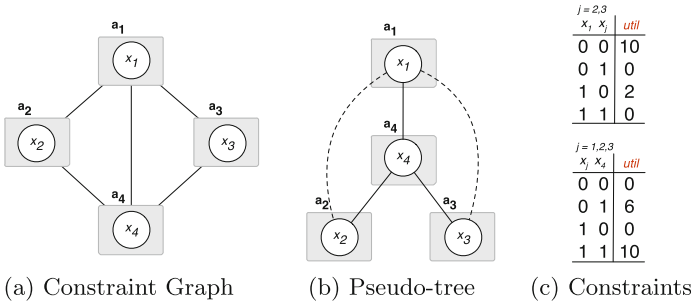 a1
x1
a2
x2
a3
x3
a4
x4
(a) Constraint Graph
a1
x1
a4
x4
a2
x2
a3
x3
(b) Pseudo-tree
j = 2,3
x1 xj util
0 0 10
0 1 0
1 0 2
1 1 0
j = 1,2,3
xj x4 util
0 0 0
0 1 6
1 0 0
1 1 10
(c) Constraints